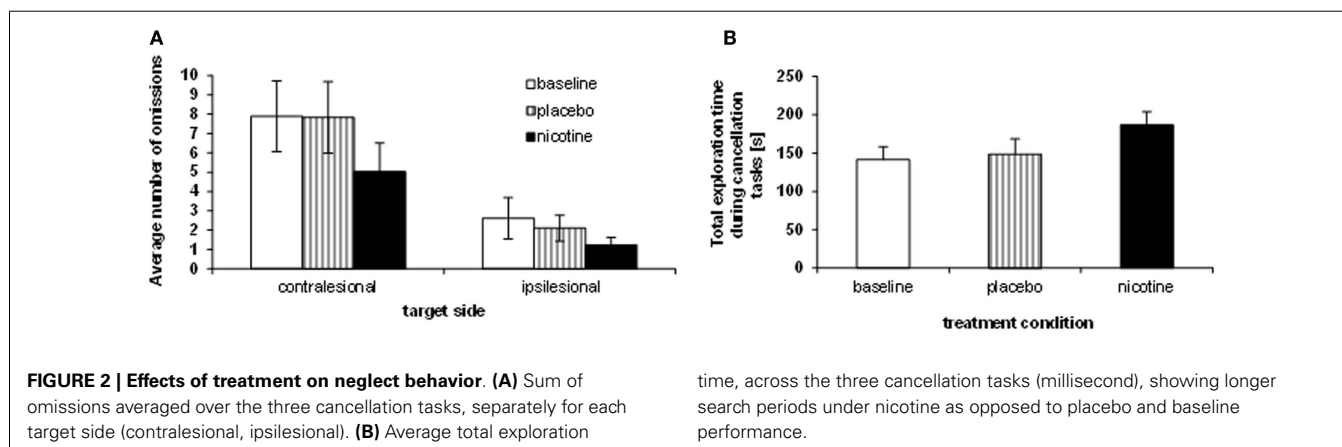 A
Average number of omissions
10
9
8
7
6
5
4
3
2
1
0
baseline
placebo
nicotine
contralesional
ipsilesional
target side
B
Total exploration time
during cancellation
tasks [s]
250
200
150
100
50
0
baseline
placebo
nicotine
treatment condition
FIGURE 2 | Effects of treatment on neglect behavior. (A) Sum of
omissions averaged over the three cancellation tasks, separately for each
target side (contralesional, ipsilesional). (B) Average total exploration
time, across the three cancellation tasks (millisecond), showing longer
search periods under nicotine as opposed to placebo and baseline
performance.